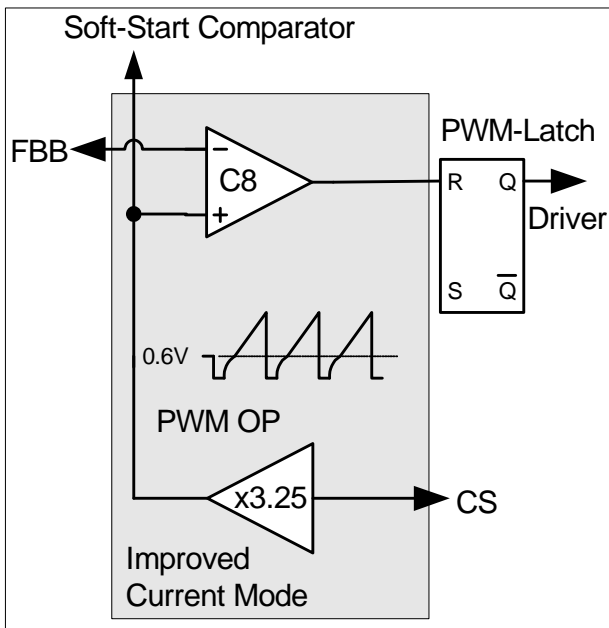 Soft-Start Comparator
FBB
−
C8
+
PWM-Latch
R Q
Driver
S Q̅
0.6V
PWM OP
x3.25
CS
Improved
Current Mode